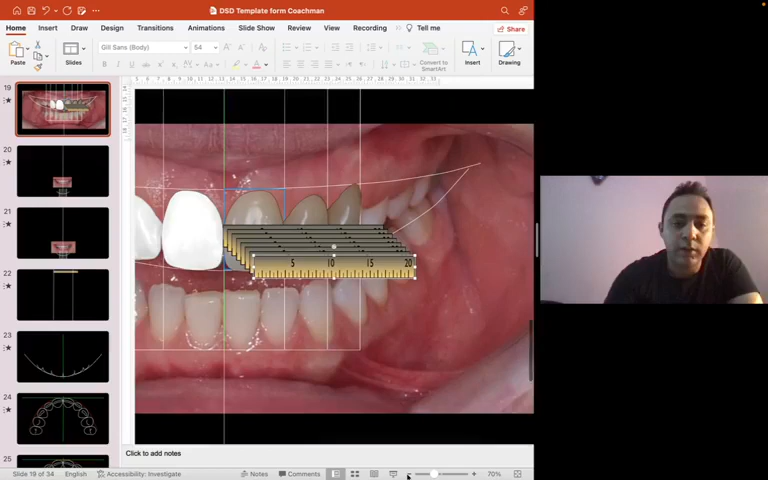 DSD Template form Coachman
Home Insert Draw Design Transitions Animations Slide Show Review View Recording Tell me Share
Paste Slides Gill Sans (Body) 54 Convert to SmartArt Insert Drawing
19
20
21
22
23
24
25
5 10 15 20
Click to add notes
Slide 19 of 34 English Accessibility: Investigate Notes Comments 70%